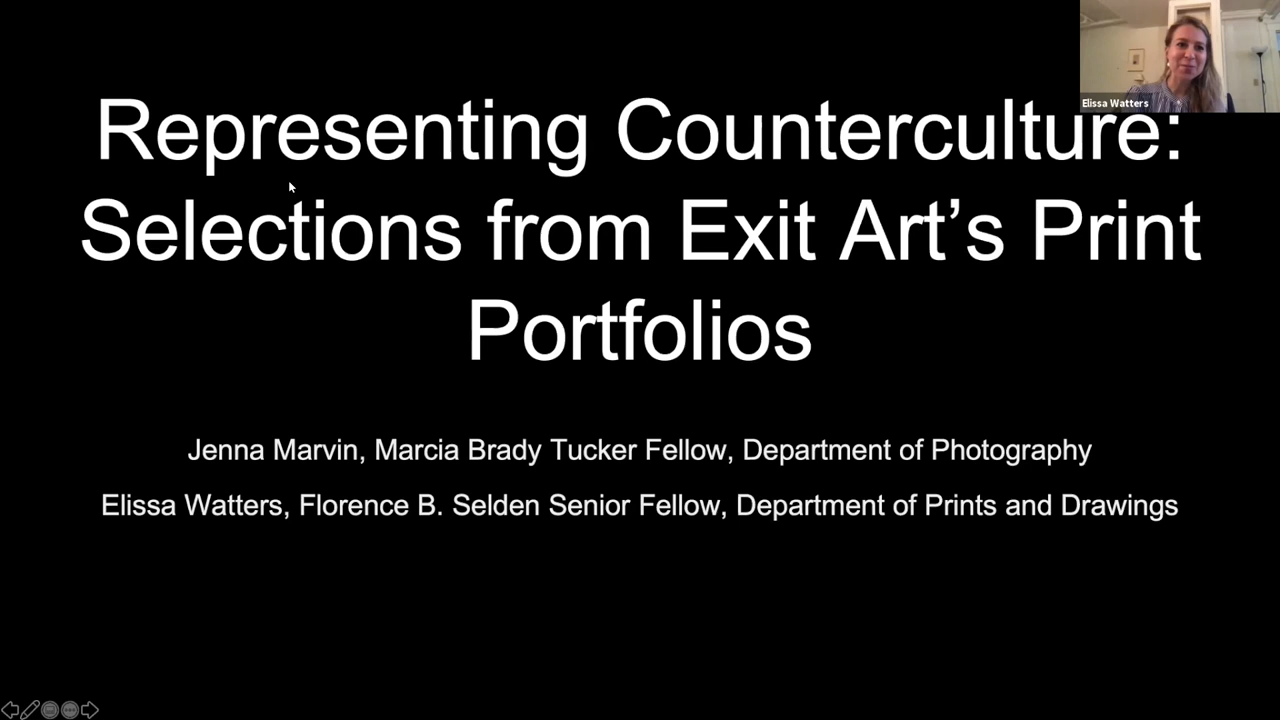 Elissa Watters
Representing Counterculture:
Selections from Exit Art’s Print
Portfolios
Jenna Marvin, Marcia Brady Tucker Fellow, Department of Photography
Elissa Watters, Florence B. Selden Senior Fellow, Department of Prints and Drawings